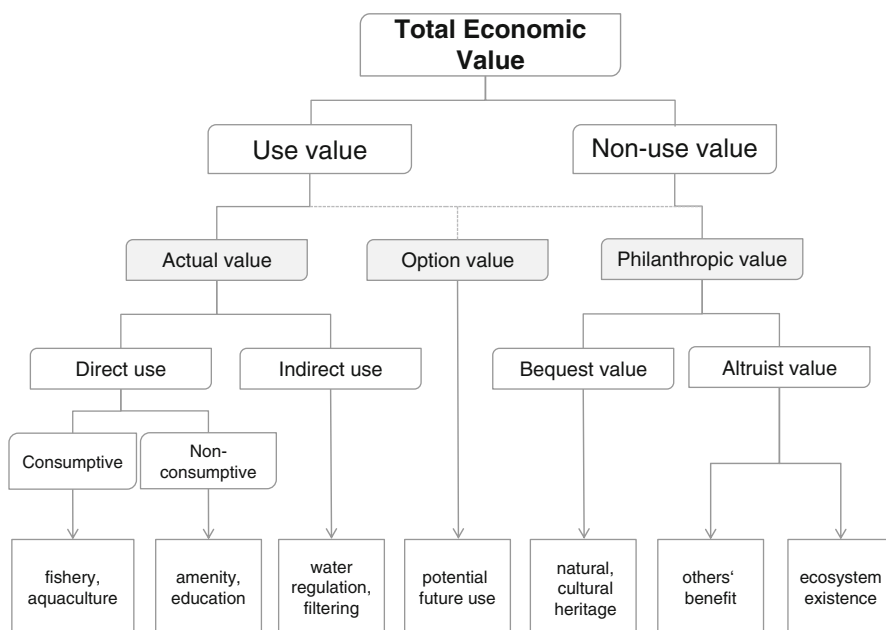 Total Economic
Value
Use value
Non-use value
Actual value
Option value
Philanthropic value
Direct use
Indirect use
Bequest value
Altruist value
Consumptive
Non-
consumptive
fishery,
aquaculture
amenity,
education
water
regulation,
filtering
potential
future use
natural,
cultural
heritage
others‘
benefit
ecosystem
existence